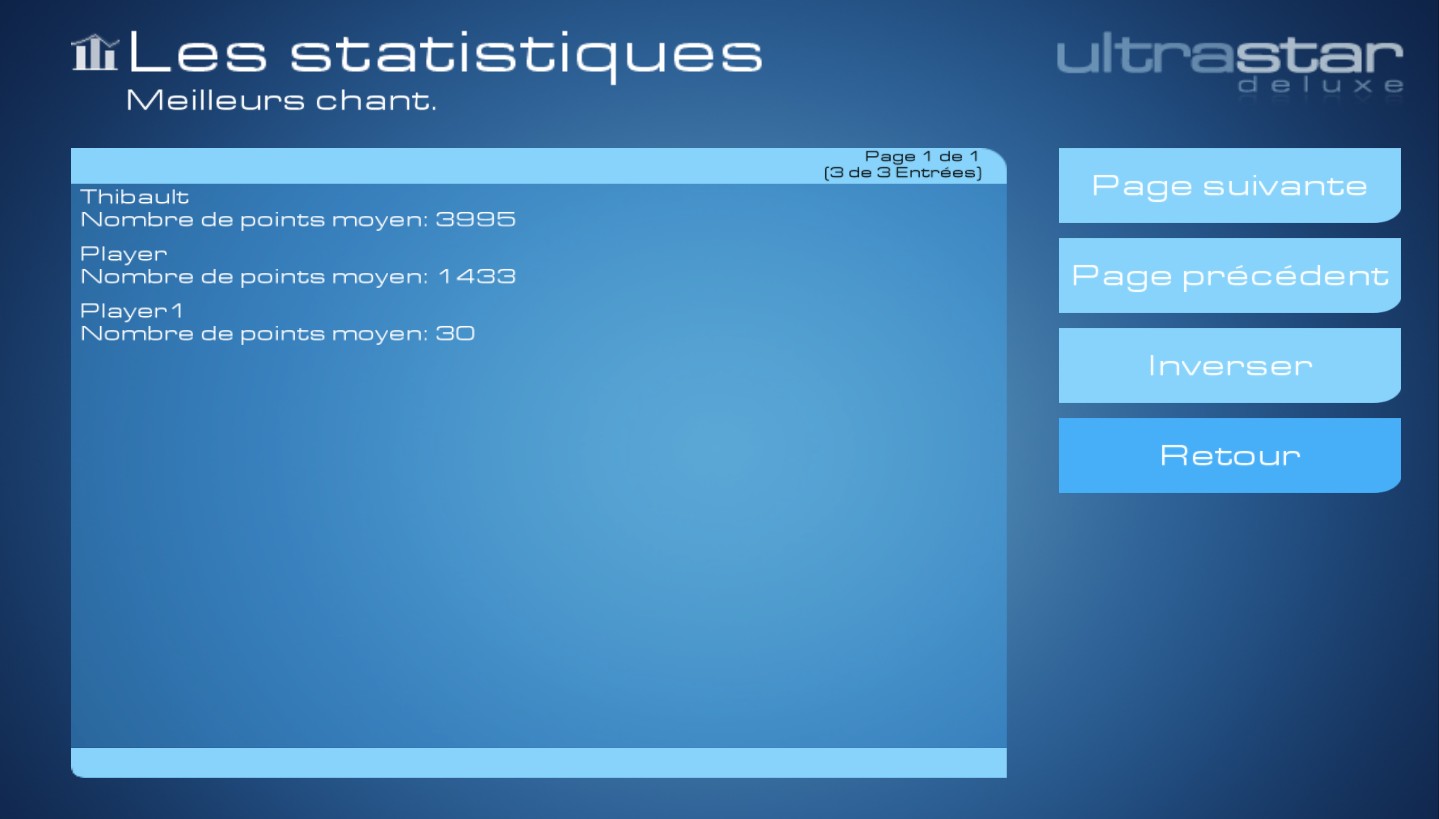 Les statistiques
Meilleurs chant.
ultrastar
deluxe
Page 1 de 1
(3 de 3 Entrées)
Thibault
Nombre de points moyen: 3995
Player
Nombre de points moyen: 1433
Player1
Nombre de points moyen: 30
Page suivante
Page précédent
Inverser
Retour